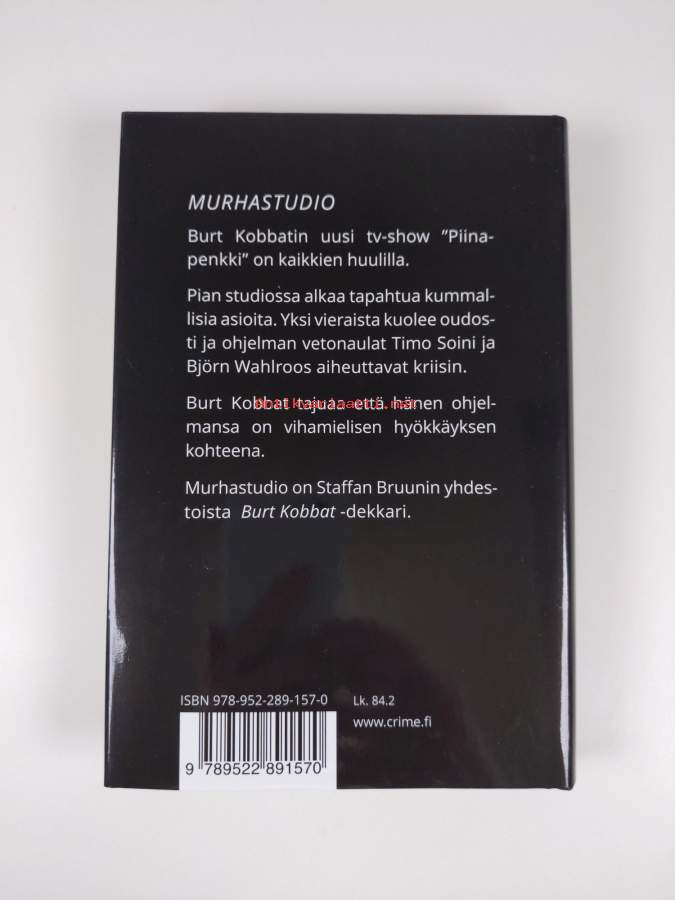 MURHASTUDIO
Burt Kobbatin uusi tv-show ”Piina-
penkki” on kaikkien huulilla.
Pian studiossa alkaa tapahtua kummal-
lisia asioita. Yksi vieraista kuolee oudos-
ti ja ohjelman vetonaulat Timo Soini ja
Björn Wahlroos aiheuttavat kriisin.
Burt Kobbat tajuaa että hänen ohjel-
mansa on vihamielisen hyökkäyksen
kohteena.
Murhastudio on Staffan Bruunin yhdes-
toista Burt Kobbat -dekkari.
Antikvariaatti.net
ISBN 978-952-289-157-0 Lk. 84.2
www.crime.fi
9 789522 891570